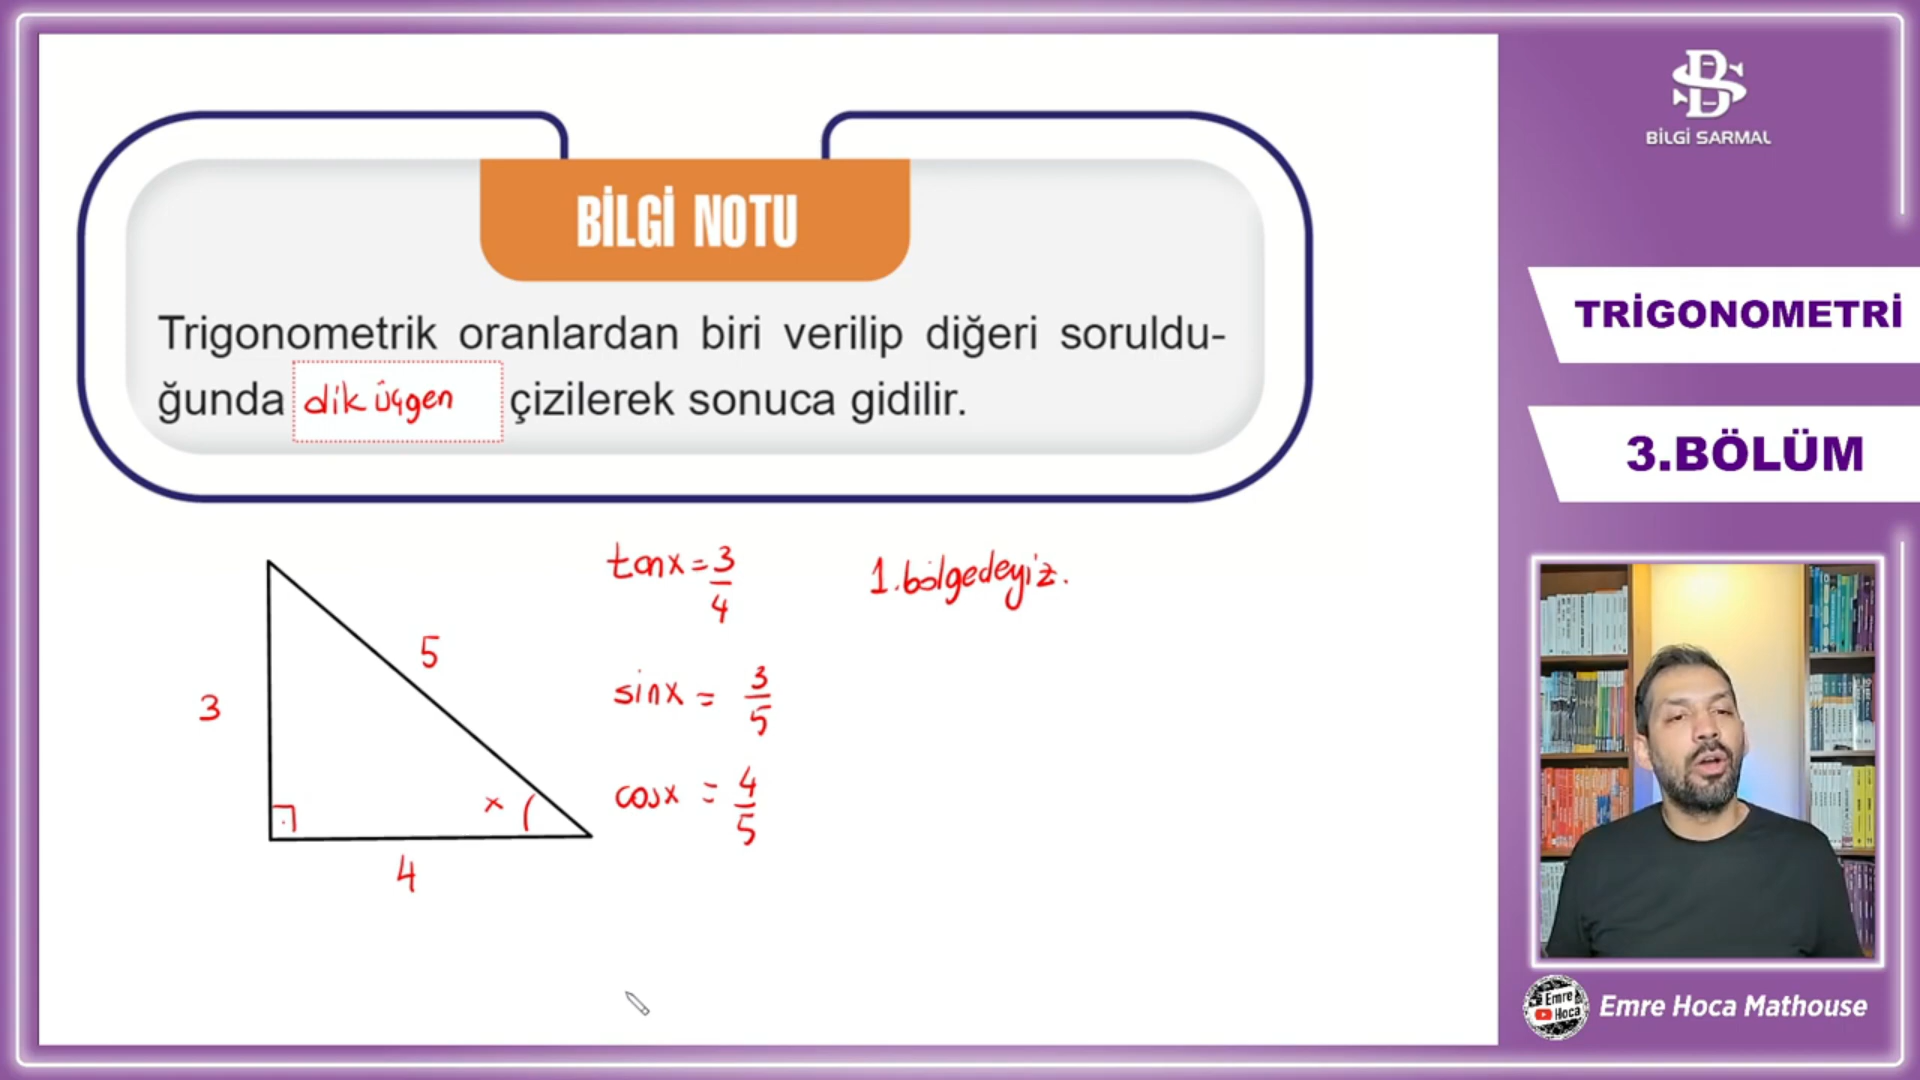 BİLGİ SARMAL
BİLGİ NOTU
Trigonometrik oranlardan biri verilip diğeri soruldu-
ğunda dik üçgen çizilerek sonuca gidilir.
TRİGONOMETRİ
3.BÖLÜM
tanx = 3/4
1.bölgedeyiz.
5
3
sinx = 3/5
x
cosx = 4/5
4
Emre Hoca
Emre Hoca Mathouse